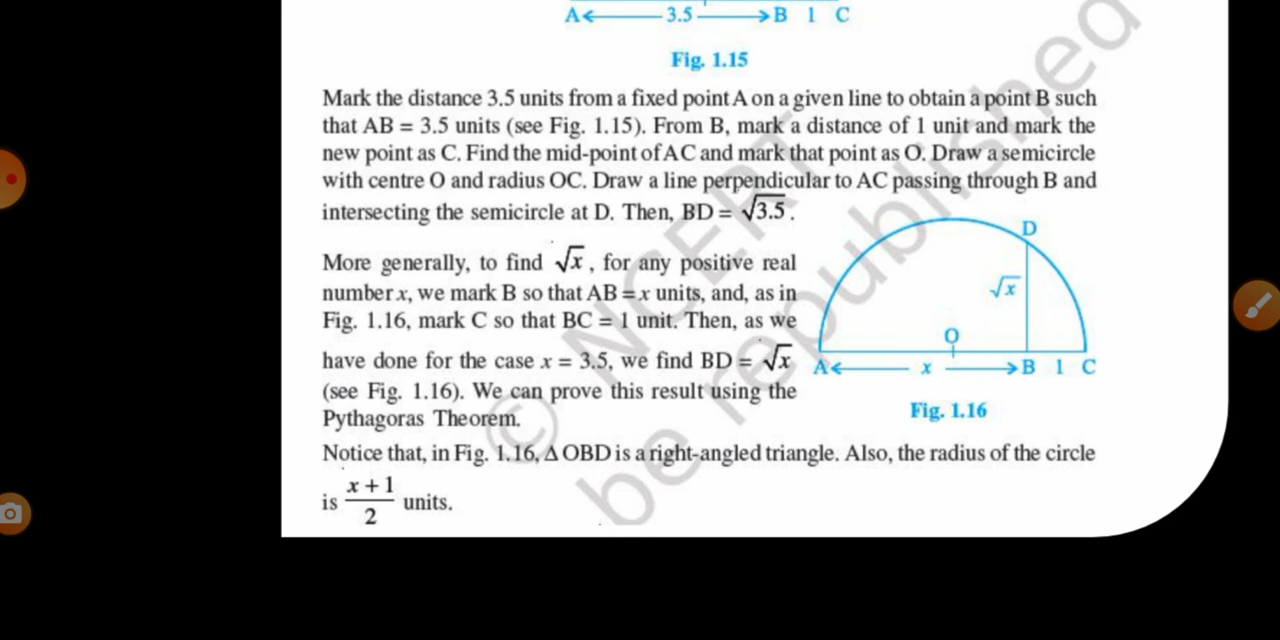 A 3.5 B 1 C
Fig. 1.15
Mark the distance 3.5 units from a fixed point A on a given line to obtain a point B such
that AB = 3.5 units (see Fig. 1.15). From B, mark a distance of 1 unit and mark the
new point as C. Find the mid-point of AC and mark that point as O. Draw a semicircle
with centre O and radius OC. Draw a line perpendicular to AC passing through B and
intersecting the semicircle at D. Then, BD = √3.5.
More generally, to find √x, for any positive real
number x, we mark B so that AB = x units, and, as in
Fig. 1.16, mark C so that BC = 1 unit. Then, as we
have done for the case x = 3.5, we find BD = √x
(see Fig. 1.16). We can prove this result using the
Pythagoras Theorem.
D
√x
O
A x B 1 C
Fig. 1.16
Notice that, in Fig. 1.16, Δ OBD is a right-angled triangle. Also, the radius of the circle
is (x + 1)/2 units.
© NCERT
be republished